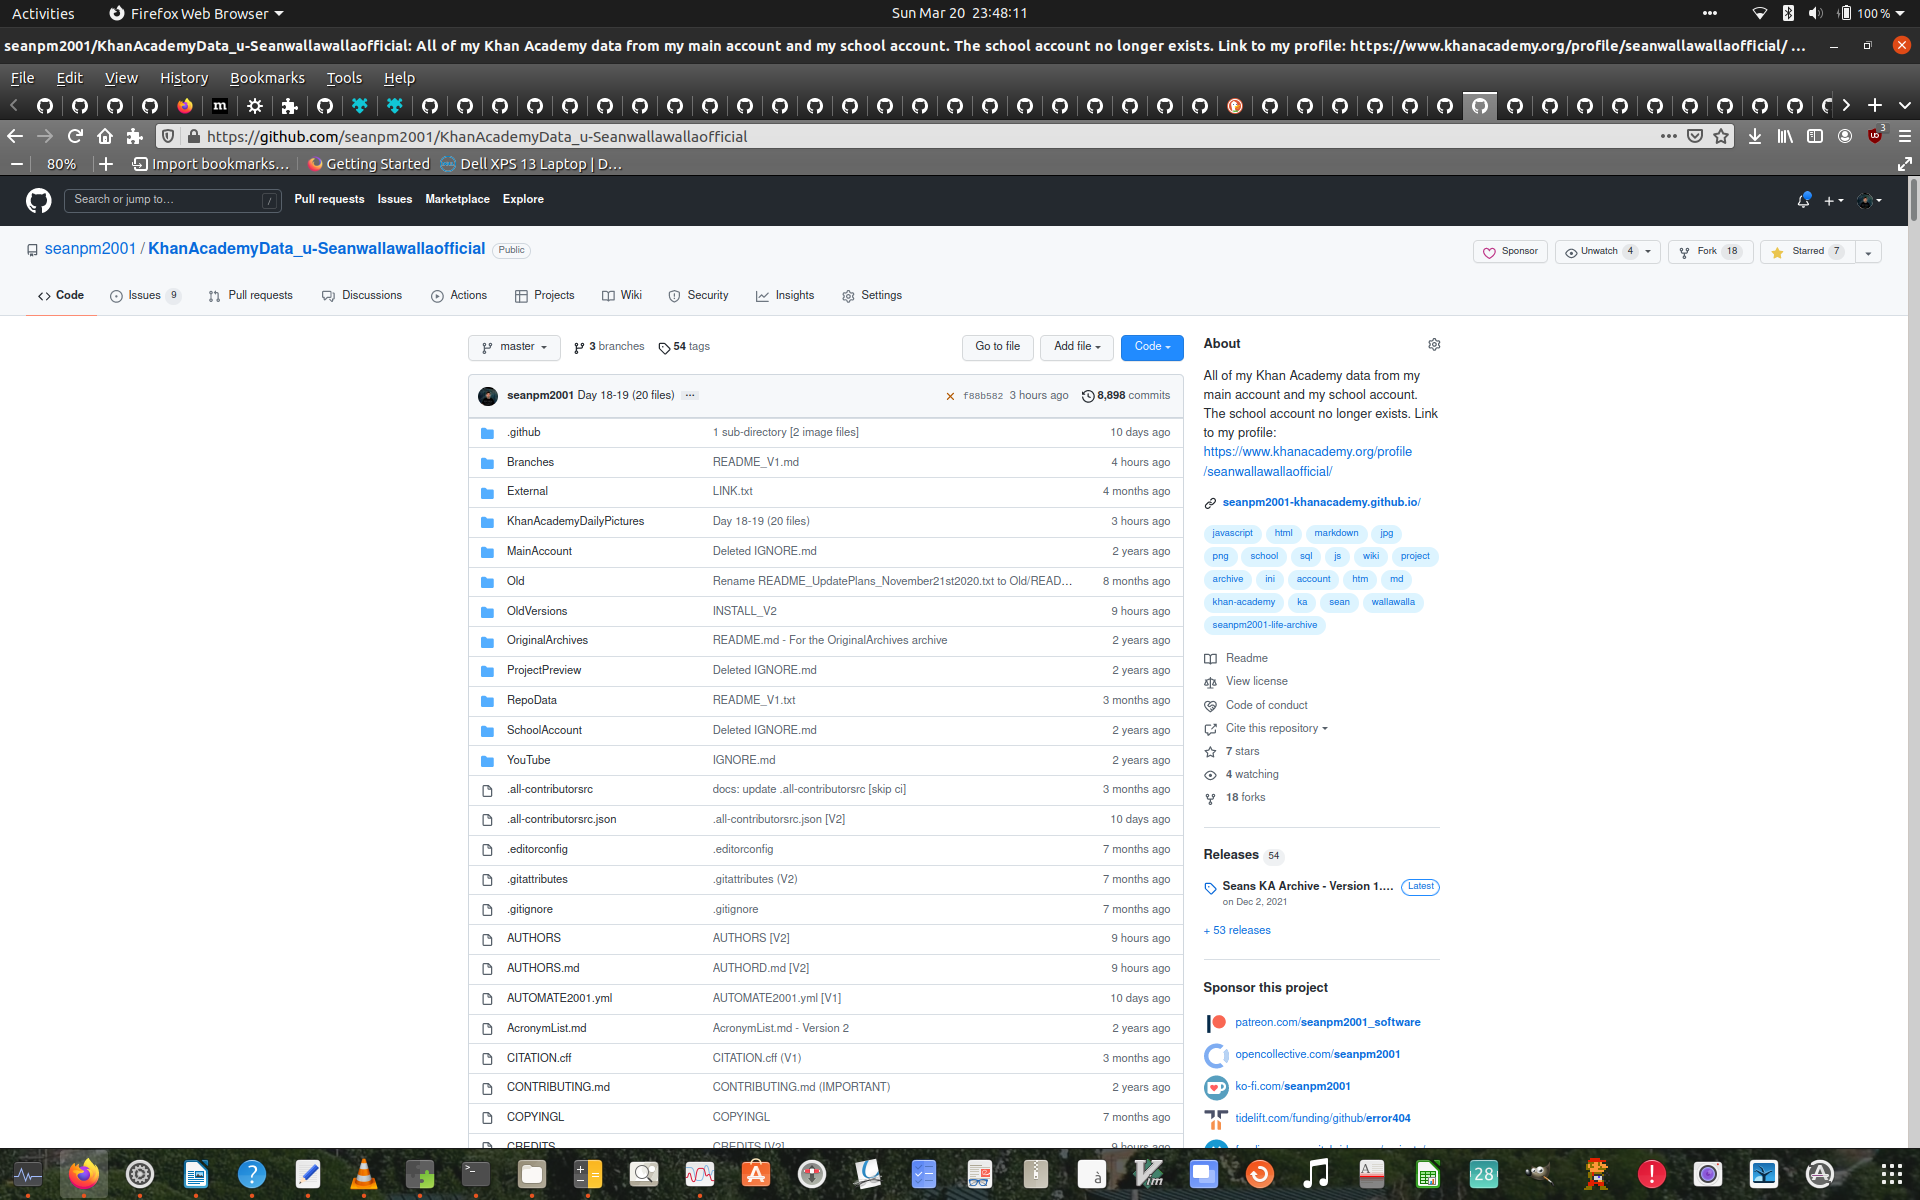 Activities Firefox Web Browser Sun Mar 20 23:48:11 100 %
seanpm2001/KhanAcademyData_u-Seanwallawallaofficial: All of my Khan Academy data from my main account and my school account. The school account no longer exists. Link to my profile: https://www.khanacademy.org/profile/seanwallawallaofficial/ ...
File Edit View History Bookmarks Tools Help
https://github.com/seanpm2001/KhanAcademyData_u-Seanwallawallaofficial 3
80% Import bookmarks... Getting Started Dell XPS 13 Laptop | D...
Search or jump to... / Pull requests Issues Marketplace Explore
seanpm2001 / KhanAcademyData_u-Seanwallawallaofficial Public Sponsor Unwatch 4 Fork 18 Starred 7
Code Issues 9 Pull requests Discussions Actions Projects Wiki Security Insights Settings
master 3 branches 54 tags Go to file Add file Code
seanpm2001 Day 18-19 (20 files) ... f88b582 3 hours ago 8,898 commits
.github 1 sub-directory [2 image files] 10 days ago
Branches README_V1.md 4 hours ago
External LINK.txt 4 months ago
KhanAcademyDailyPictures Day 18-19 (20 files) 3 hours ago
MainAccount Deleted IGNORE.md 2 years ago
Old Rename README_UpdatePlans_November21st2020.txt to Old/READ... 8 months ago
OldVersions INSTALL_V2 9 hours ago
OriginalArchives README.md - For the OriginalArchives archive 2 years ago
ProjectPreview Deleted IGNORE.md 2 years ago
RepoData README_V1.txt 3 months ago
SchoolAccount Deleted IGNORE.md 2 years ago
YouTube IGNORE.md 2 years ago
.all-contributorsrc docs: update .all-contributorsrc [skip ci] 3 months ago
.all-contributorsrc.json .all-contributorsrc.json [V2] 10 days ago
.editorconfig .editorconfig 7 months ago
.gitattributes .gitattributes (V2) 7 months ago
.gitignore .gitignore 7 months ago
AUTHORS AUTHORS [V2] 9 hours ago
AUTHORS.md AUTHORD.md [V2] 9 hours ago
AUTOMATE2001.yml AUTOMATE2001.yml [V1] 10 days ago
AcronymList.md AcronymList.md - Version 2 2 years ago
CITATION.cff CITATION.cff (V1) 3 months ago
CONTRIBUTING.md CONTRIBUTING.md (IMPORTANT) 2 years ago
COPYINGL COPYINGL 7 months ago
CREDITS CREDITS [V2] 9 hours ago
About
All of my Khan Academy data from my
main account and my school account.
The school account no longer exists. Link
to my profile:
https://www.khanacademy.org/profile
/seanwallawallaofficial/
seanpm2001-khanacademy.github.io/
javascript html markdown jpg
png school sql js wiki project
archive ini account htm md
khan-academy ka sean wallawalla
seanpm2001-life-archive
Readme
View license
Code of conduct
Cite this repository
7 stars
4 watching
18 forks
Releases 54
Seans KA Archive - Version 1.... Latest
on Dec 2, 2021
+ 53 releases
Sponsor this project
patreon.com/seanpm2001_software
opencollective.com/seanpm2001
ko-fi.com/seanpm2001
tidelift.com/funding/github/error404
28